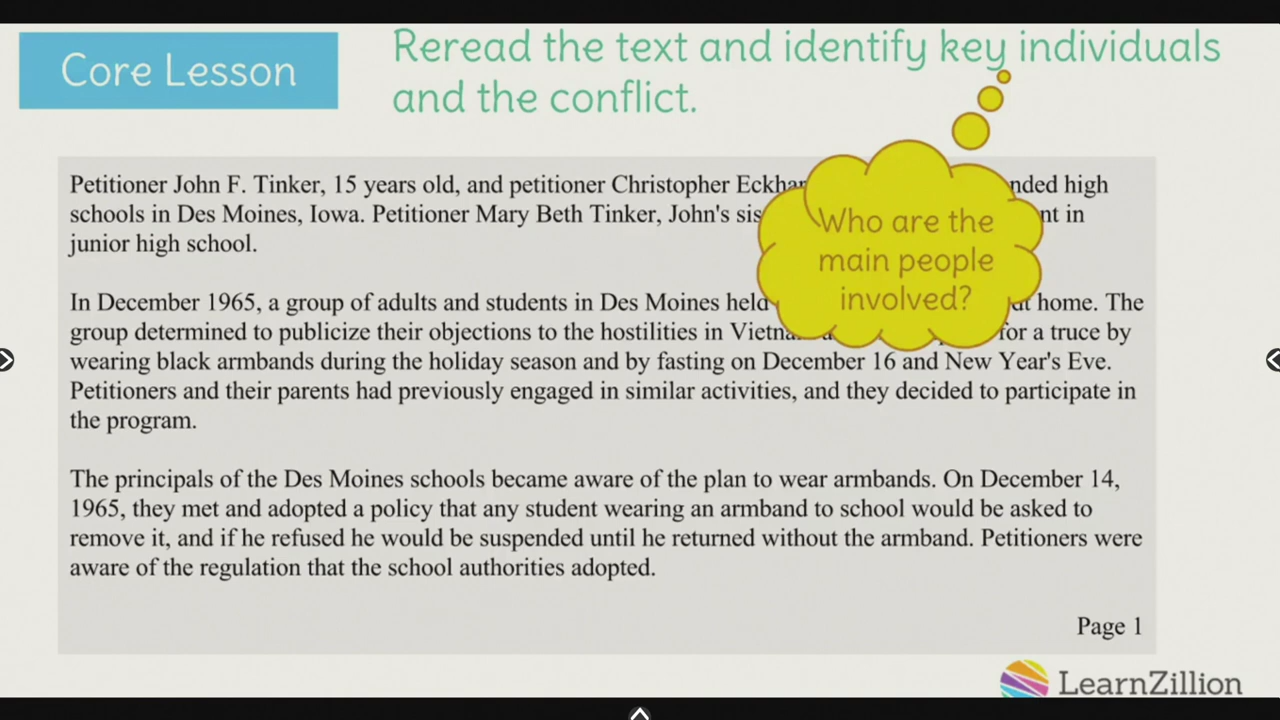 Core Lesson
Reread the text and identify key individuals
and the conflict.
Petitioner John F. Tinker, 15 years old, and petitioner Christopher Eckhar nded high
schools in Des Moines, Iowa. Petitioner Mary Beth Tinker, John's sis nt in
junior high school.
In December 1965, a group of adults and students in Des Moines held at home. The
group determined to publicize their objections to the hostilities in Vietna for a truce by
wearing black armbands during the holiday season and by fasting on December 16 and New Year's Eve.
Petitioners and their parents had previously engaged in similar activities, and they decided to participate in
the program.
The principals of the Des Moines schools became aware of the plan to wear armbands. On December 14,
1965, they met and adopted a policy that any student wearing an armband to school would be asked to
remove it, and if he refused he would be suspended until he returned without the armband. Petitioners were
aware of the regulation that the school authorities adopted.
Page 1
Who are the
main people
involved?
LearnZillion